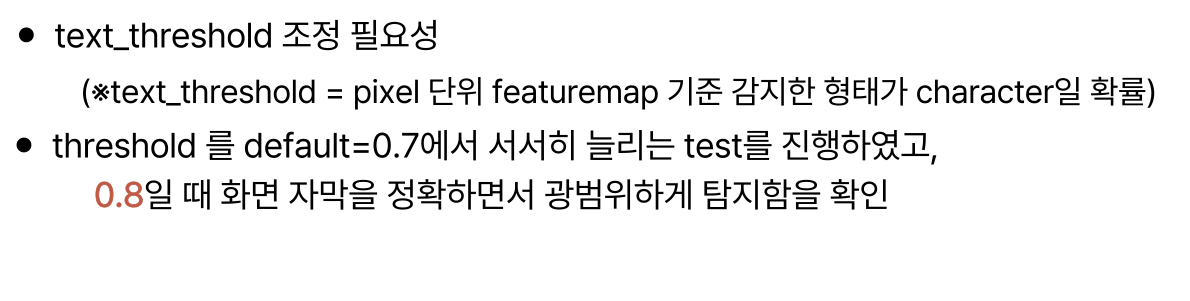 • text_threshold 조정 필요성
(※text_threshold = pixel 단위 featuremap 기준 감지한 형태가 character일 확률)
• threshold 를 default=0.7에서 서서히 늘리는 test를 진행하였고,
0.8일 때 화면 자막을 정확하면서 광범위하게 탐지함을 확인